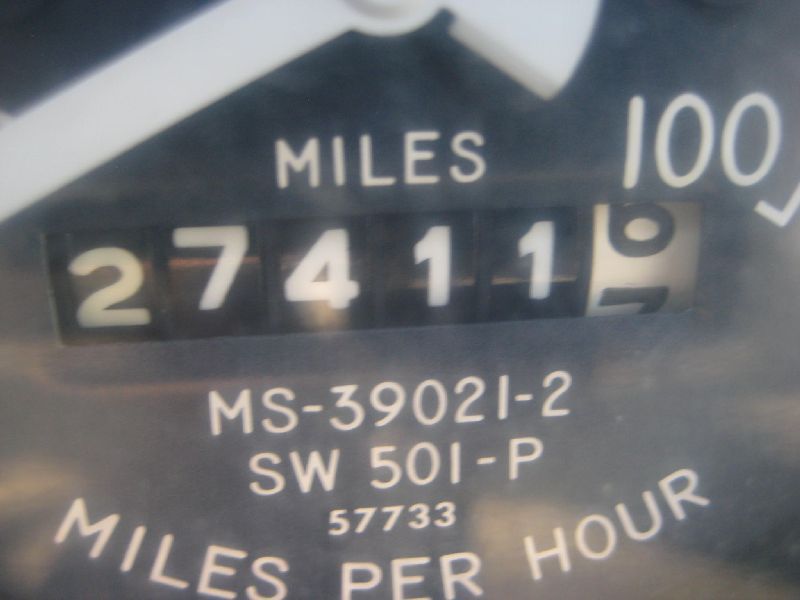 MILES
100
27411
MS-39021-2
SW 501-P
57733
MILES PER HOUR